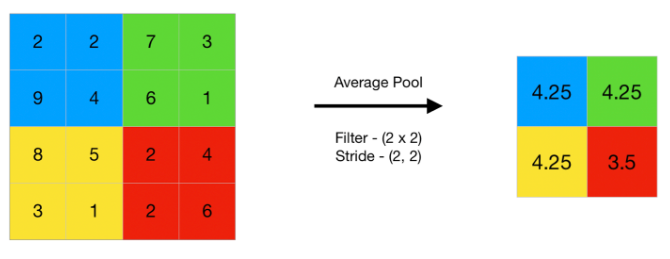 2 2 7 3
9 4 6 1
8 5 2 4
3 1 2 6
Average Pool
Filter - (2 x 2)
Stride - (2, 2)
4.25 4.25
4.25 3.5